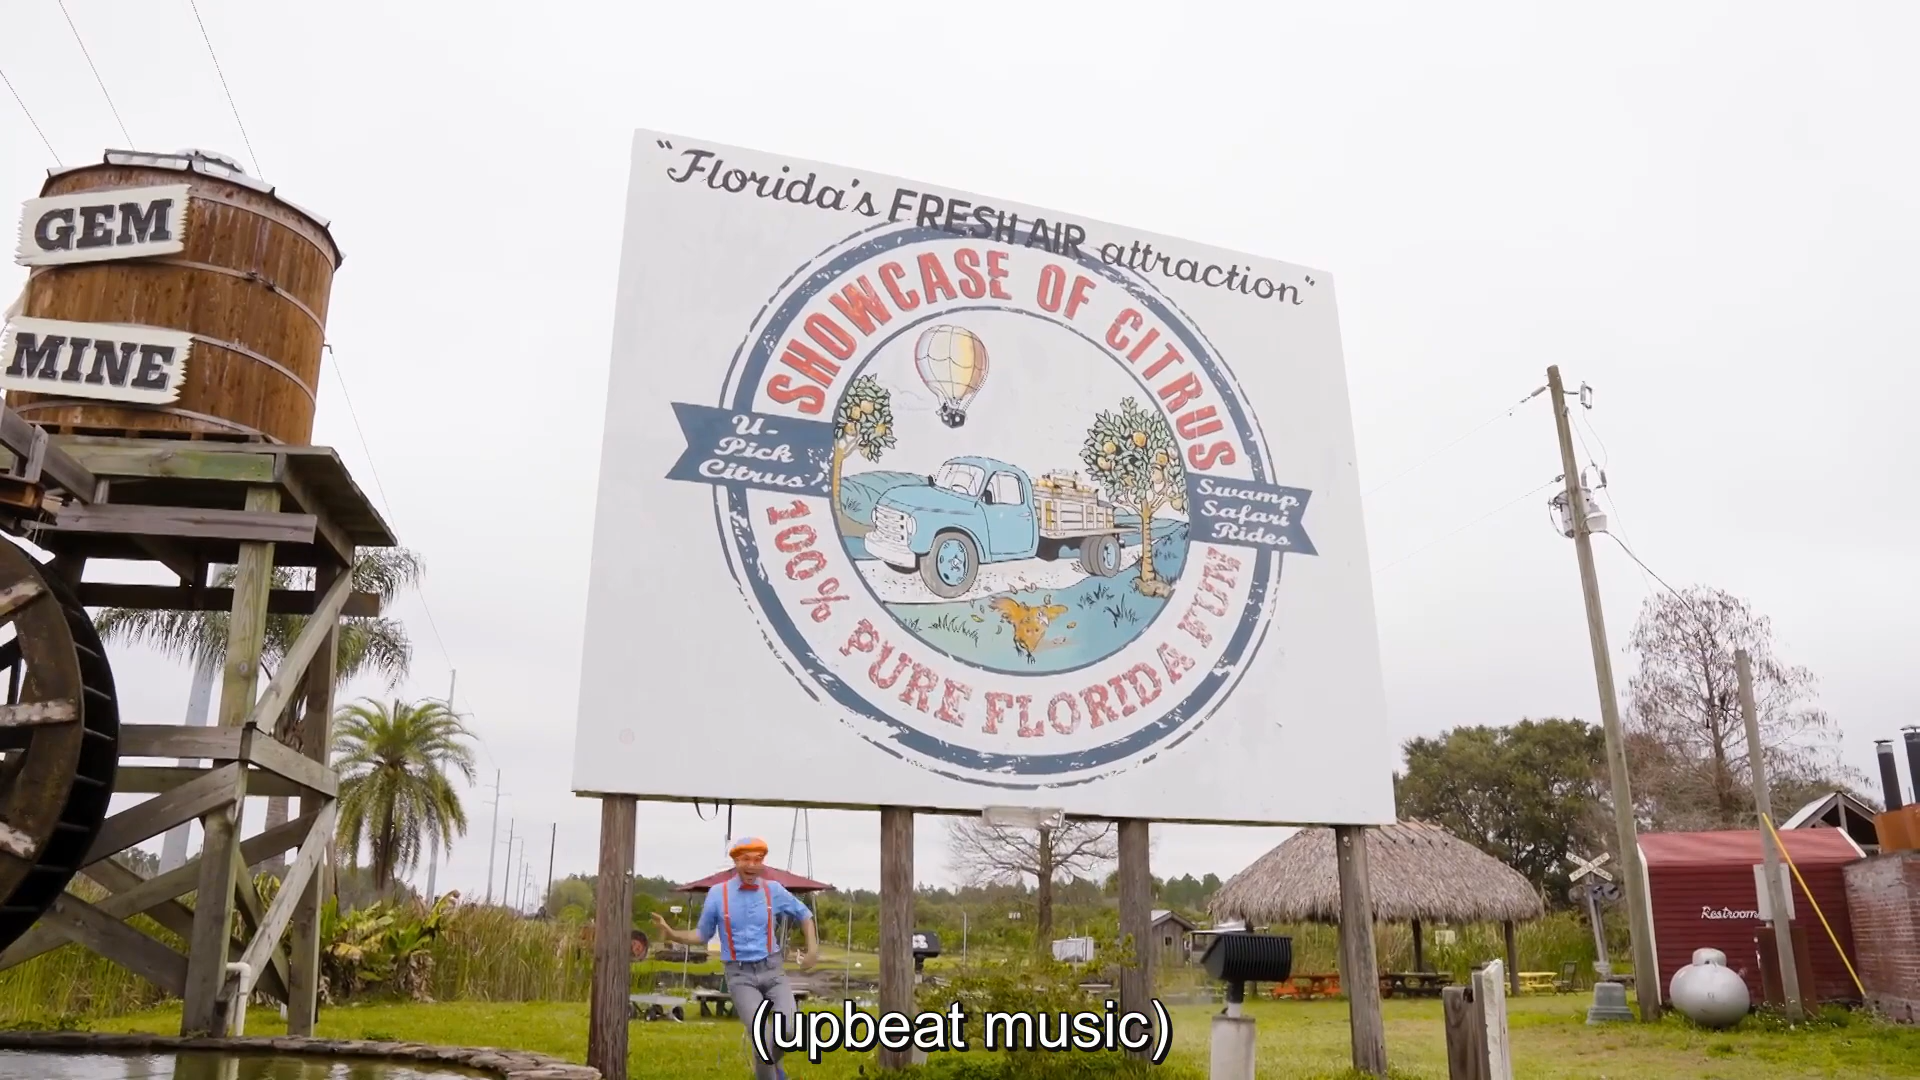 GEM
MINE
"Florida's FRESH AIR attraction"
SHOWCASE OF CITRUS
U-
Pick
Citrus'
Swamp
Safari
Rides
100% PURE FLORIDA FUN
Restrooms
(upbeat music)